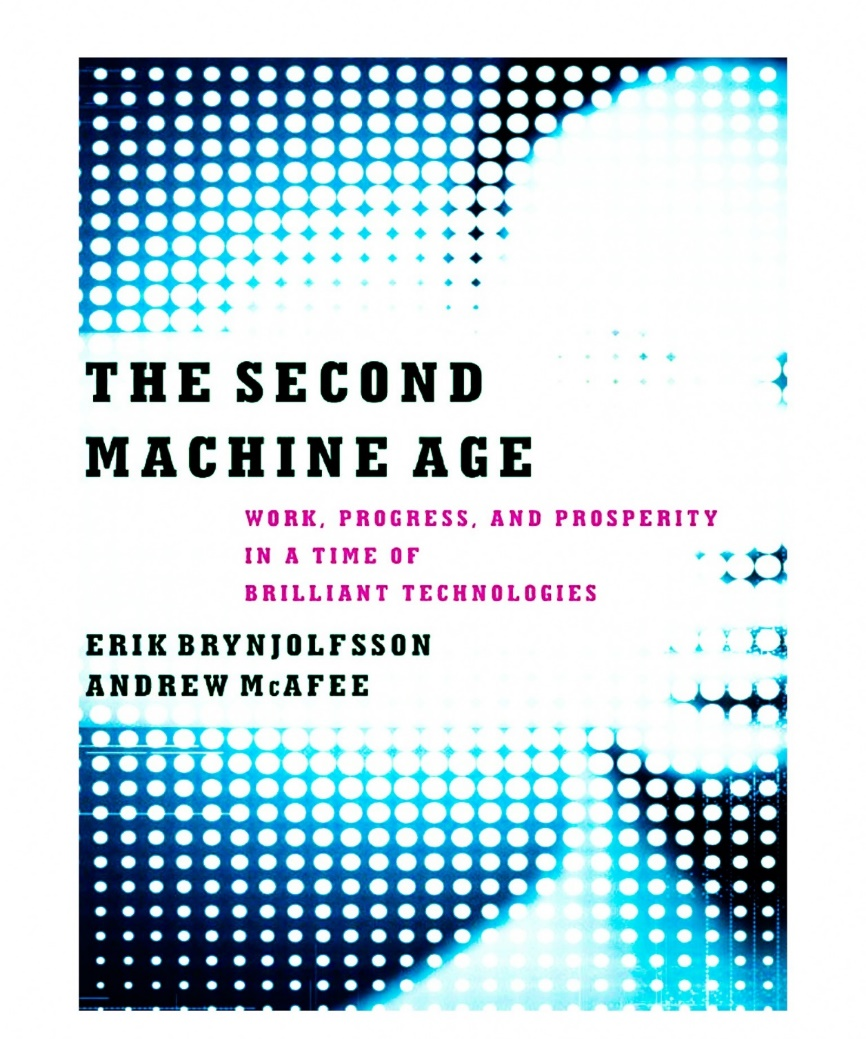 THE SECOND
MACHINE AGE
WORK, PROGRESS, AND PROSPERITY
IN A TIME OF
BRILLIANT TECHNOLOGIES
ERIK BRYNJOLFSSON
ANDREW McAFEE